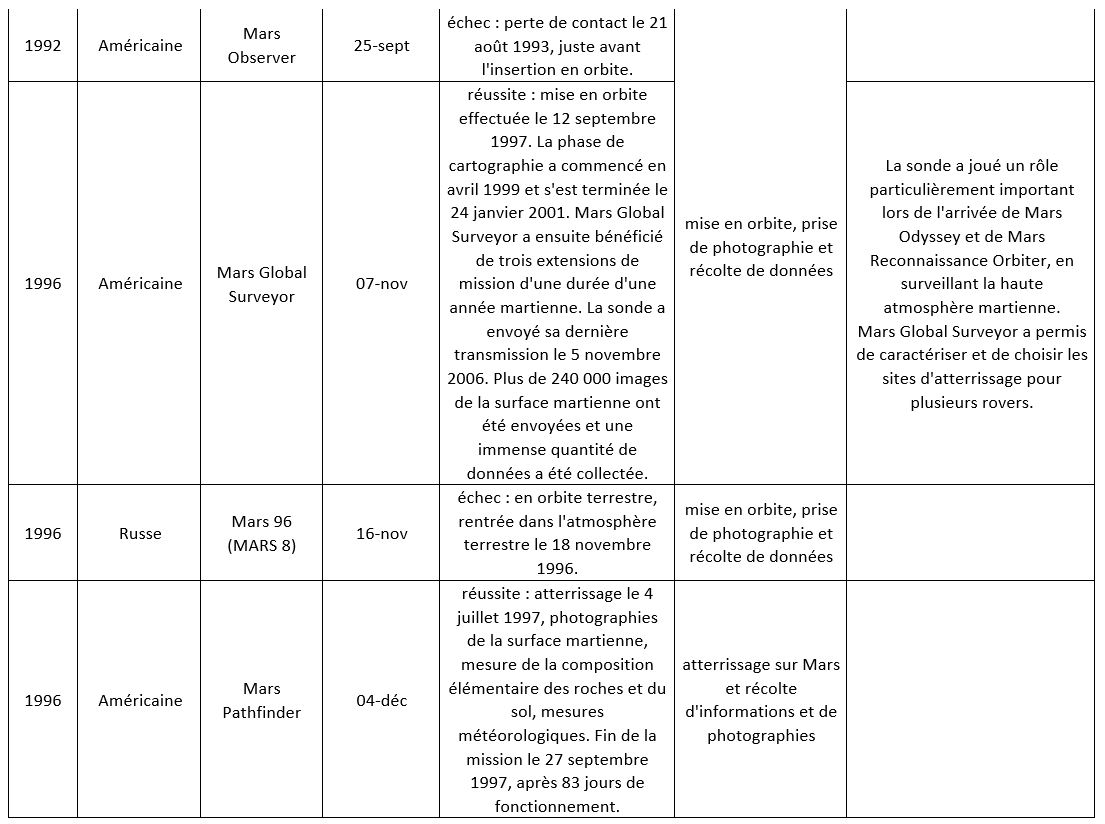 1992
Américaine
Mars
Observer
25-sept
échec : perte de contact le 21
août 1993, juste avant
l'insertion en orbite.
1996
Américaine
Mars Global
Surveyor
07-nov
réussite : mise en orbite
effectuée le 12 septembre
1997. La phase de
cartographie a commencé en
avril 1999 et s'est terminée le
24 janvier 2001. Mars Global
Surveyor a ensuite bénéficié
de trois extensions de
mission d'une durée d'une
année martienne. La sonde a
envoyé sa dernière
transmission le 5 novembre
2006. Plus de 240 000 images
de la surface martienne ont
été envoyées et une
immense quantité de
données a été collectée.
mise en orbite, prise
de photographie et
récolte de données
La sonde a joué un rôle
particulièrement important
lors de l'arrivée de Mars
Odyssey et de Mars
Reconnaissance Orbiter, en
surveillant la haute
atmosphère martienne.
Mars Global Surveyor a permis
de caractériser et de choisir les
sites d'atterrissage pour
plusieurs rovers.
1996
Russe
Mars 96
(MARS 8)
16-nov
échec : en orbite terrestre,
rentrée dans l'atmosphère
terrestre le 18 novembre
1996.
mise en orbite, prise
de photographie et
récolte de données
1996
Américaine
Mars
Pathfinder
04-déc
réussite : atterrissage le 4
juillet 1997, photographies
de la surface martienne,
mesure de la composition
élémentaire des roches et du
sol, mesures
météorologiques. Fin de la
mission le 27 septembre
1997, après 83 jours de
fonctionnement.
atterrissage sur Mars
et récolte
d'informations et de
photographies